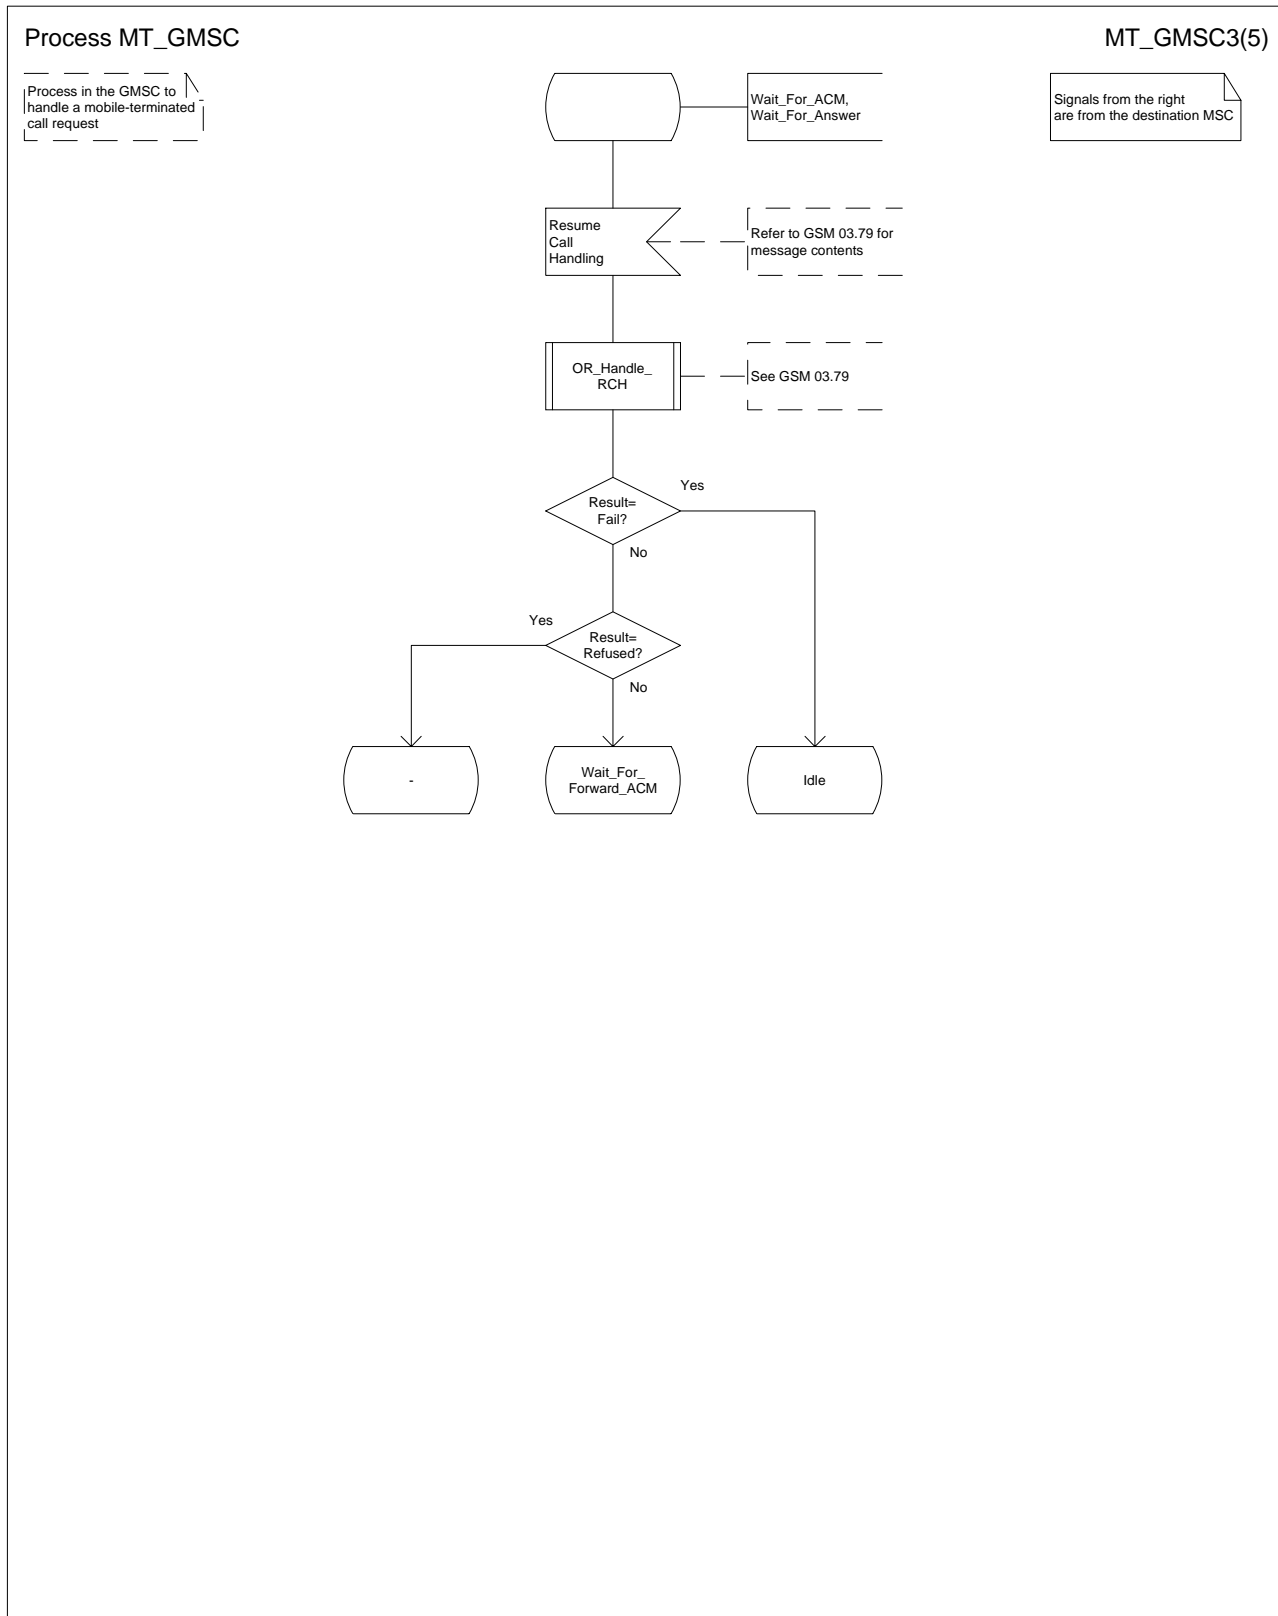 Process MT_GMSC
MT_GMSC3(5)
Process in the GMSC to
handle a mobile-terminated
call request
Wait_For_ACM,
Wait_For_Answer
Signals from the right
are from the destination MSC
Resume
Call
Handling
Refer to GSM 03.79 for
message contents
OR_Handle_
RCH
See GSM 03.79
Result=
Fail?
Yes
No
Result=
Refused?
Yes
No
-
Wait_For_
Forward_ACM
Idle